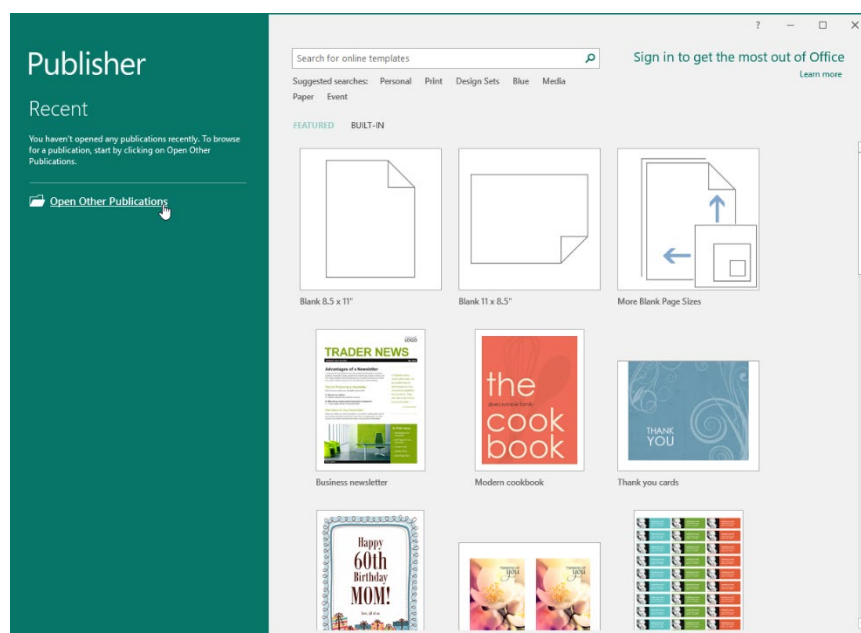 ?
Publisher
Search for online templates
Sign in to get the most out of Office
Learn more
Suggested searches: Personal Print Design Sets Blue Media
Paper Event
Recent
You haven't opened any publications recently. To browse
for a publication, start by clicking on Open Other
Publications.
FEATURED BUILT-IN
Open Other Publications
Blank 8.5 x 11"
Blank 11 x 8.5"
More Blank Page Sizes
TRADER NEWS
Advantages of a Newsletter
the
cook
book
THANK
YOU
Business newsletter
Modern cookbook
Thank you cards
Happy
60th
Birthday
MOM!